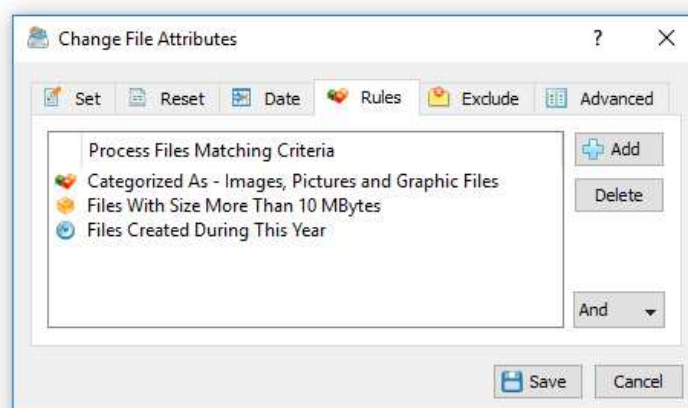 Change File Attributes ?
Set Reset Date Rules Exclude Advanced
Process Files Matching Criteria
Add
Categorized As - Images, Pictures and Graphic Files
Files With Size More Than 10 MBytes
Delete
Files Created During This Year
And
Save Cancel